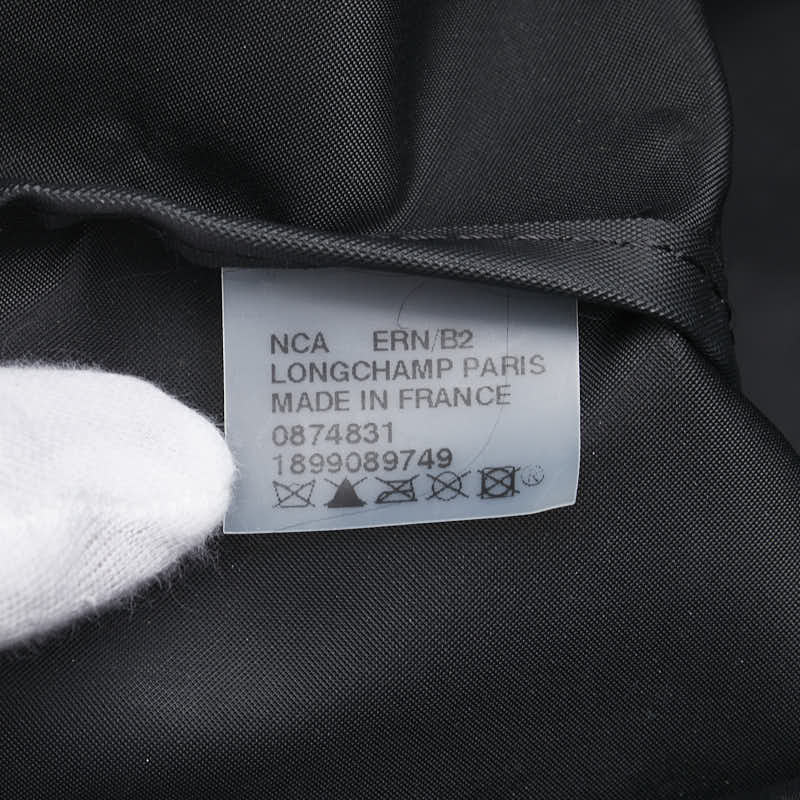 NCA ERN/B2
LONGCHAMP PARIS
MADE IN FRANCE
0874831
1899089749
®